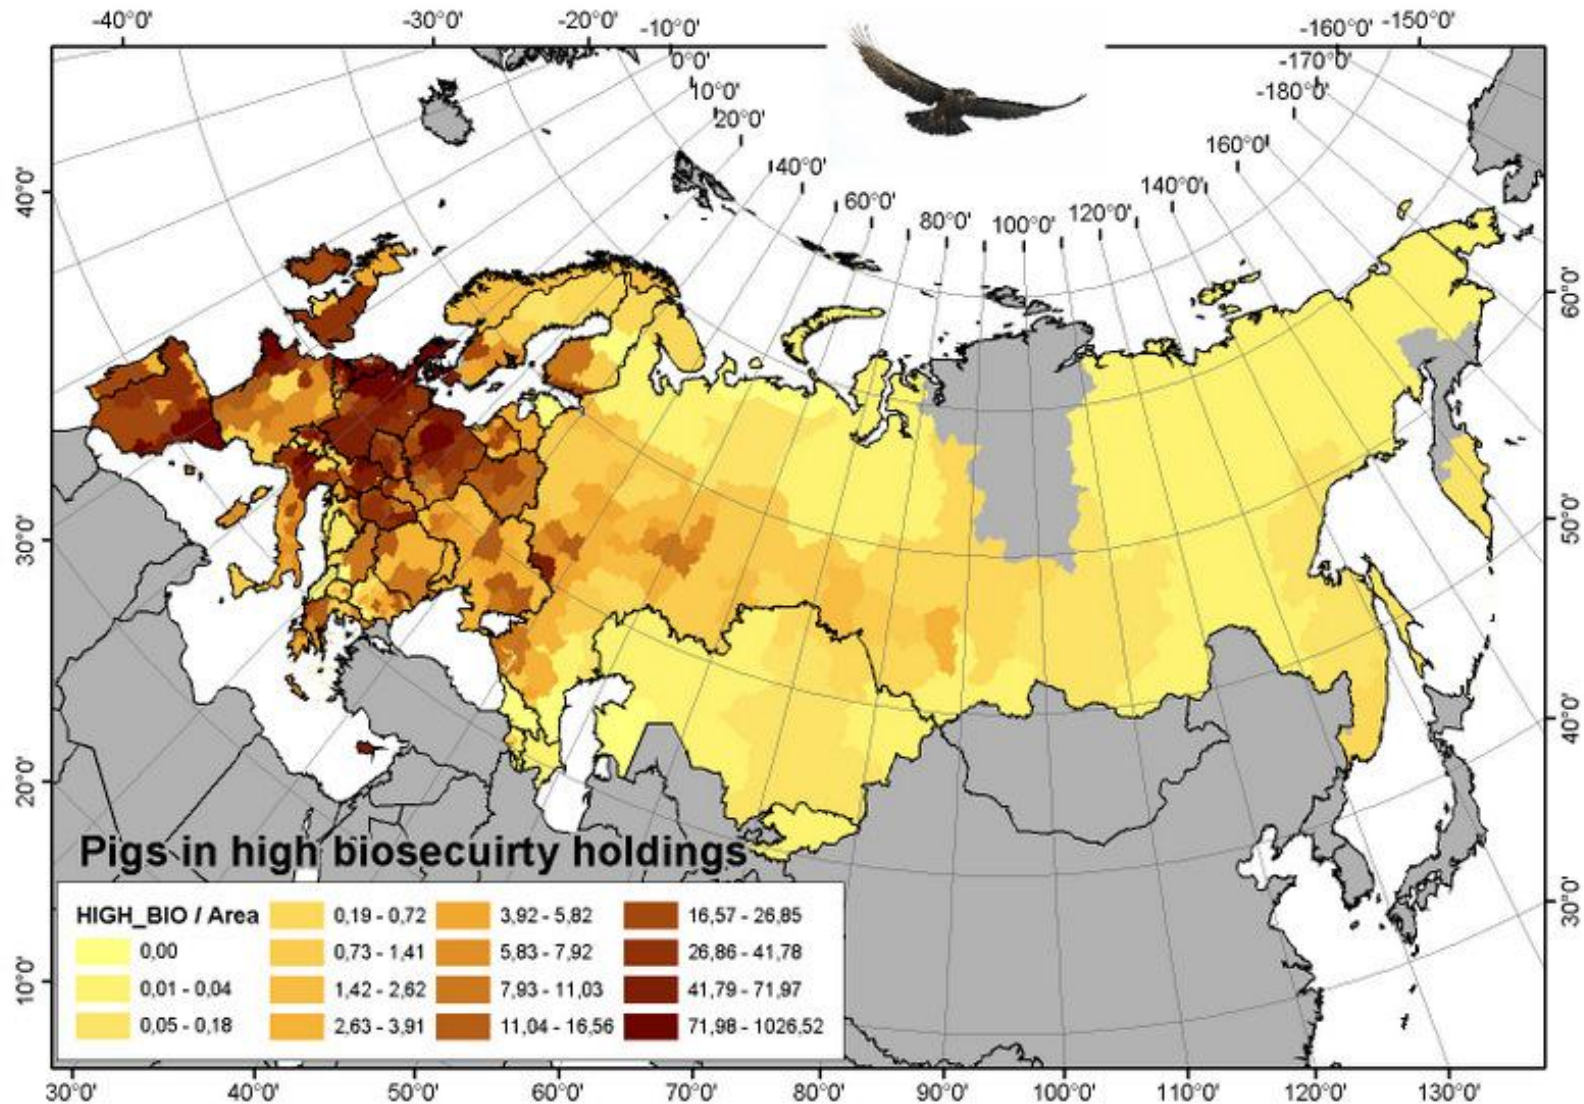 -40°0' -30°0' -20°0' -10°0' -160°0' -150°0'
0°0' -170°0'
10°0' -180°0'
20°0'
40°0' 160°0'
60°0' 80°0' 100°0' 120°0' 140°0'
40°0' 60°0'
30°0' 50°0'
20°0' 40°0'
10°0' 30°0'
Pigs in high biosecuirty holdings
HIGH_BIO / Area 0,19 - 0,72 3,92 - 5,82 16,57 - 26,85
0,00 0,73 - 1,41 5,83 - 7,92 26,86 - 41,78
0,01 - 0,04 1,42 - 2,62 7,93 - 11,03 41,79 - 71,97
0,05 - 0,18 2,63 - 3,91 11,04 - 16,56 71,98 - 1026,52
30°0' 40°0' 50°0' 60°0' 70°0' 80°0' 90°0' 100°0' 110°0' 120°0' 130°0'